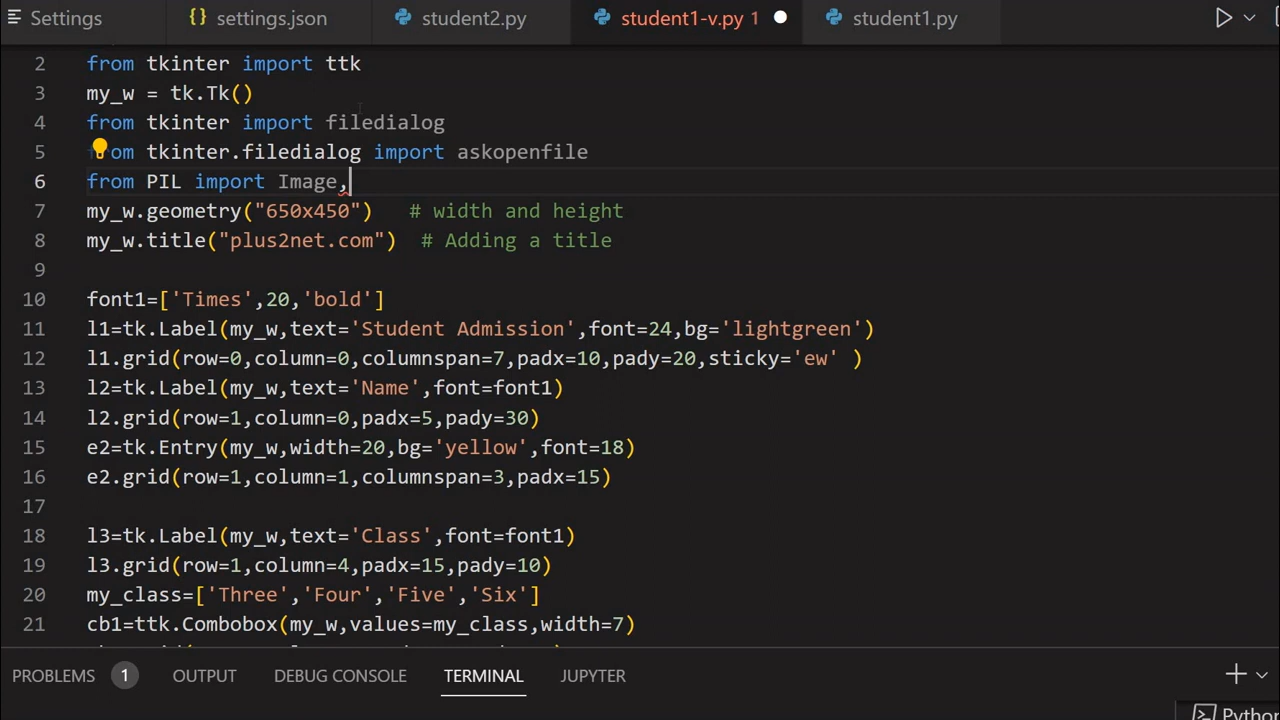 Settings settings.json student2.py student1-v.py 1 student1.py
2 from tkinter import ttk
3 my_w = tk.Tk()
4 from tkinter import filedialog
5 from tkinter.filedialog import askopenfile
6 from PIL import Image,
7 my_w.geometry("650x450")   # width and height
8 my_w.title("plus2net.com")  # Adding a title
9
10 font1=['Times',20,'bold']
11 l1=tk.Label(my_w,text='Student Admission',font=24,bg='lightgreen')
12 l1.grid(row=0,column=0,columnspan=7,padx=10,pady=20,sticky='ew' )
13 l2=tk.Label(my_w,text='Name',font=font1)
14 l2.grid(row=1,column=0,padx=5,pady=30)
15 e2=tk.Entry(my_w,width=20,bg='yellow',font=18)
16 e2.grid(row=1,column=1,columnspan=3,padx=15)
17
18 l3=tk.Label(my_w,text='Class',font=font1)
19 l3.grid(row=1,column=4,padx=15,pady=10)
20 my_class=['Three','Four','Five','Six']
21 cb1=ttk.Combobox(my_w,values=my_class,width=7)
PROBLEMS 1 OUTPUT DEBUG CONSOLE TERMINAL JUPYTER
Python